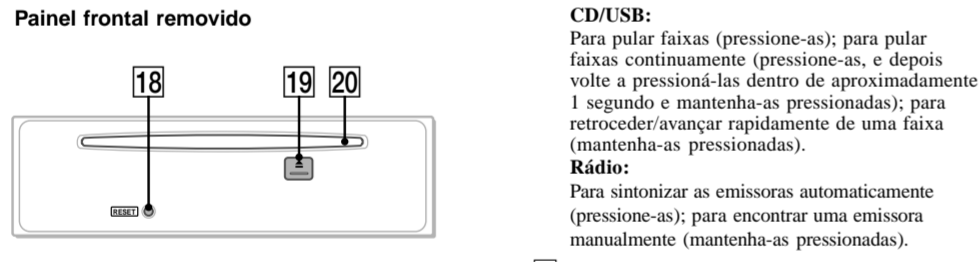 Painel frontal removido
18
19
20
RESET
CD/USB:
Para pular faixas (pressione-as); para pular
faixas continuamente (pressione-as, e depois
volte a pressioná-las dentro de aproximadamente
1 segundo e mantenha-as pressionadas); para
retroceder/avançar rapidamente de uma faixa
(mantenha-as pressionadas).
Rádio:
Para sintonizar as emissoras automaticamente
(pressione-as); para encontrar uma emissora
manualmente (mantenha-as pressionadas).